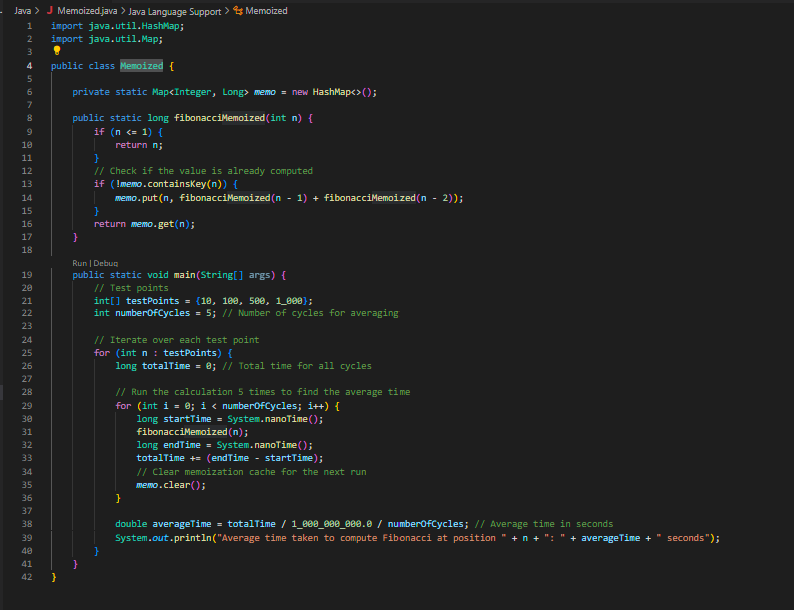 Java > J Memoized.java > Java Language Support > Memoized
1 import java.util.HashMap;
2 import java.util.Map;
3
4 public class Memoized {
5
6     private static Map<Integer, Long> memo = new HashMap<>();
7
8     public static long fibonacciMemoized(int n) {
9         if (n <= 1) {
10             return n;
11         }
12         // Check if the value is already computed
13         if (!memo.containsKey(n)) {
14             memo.put(n, fibonacciMemoized(n - 1) + fibonacciMemoized(n - 2));
15         }
16         return memo.get(n);
17     }
18
Run | Debug
19     public static void main(String[] args) {
20         // Test points
21         int[] testPoints = {10, 100, 500, 1_000};
22         int numberOfCycles = 5; // Number of cycles for averaging
23
24         // Iterate over each test point
25         for (int n : testPoints) {
26             long totalTime = 0; // Total time for all cycles
27
28             // Run the calculation 5 times to find the average time
29             for (int i = 0; i < numberOfCycles; i++) {
30                 long startTime = System.nanoTime();
31                 fibonacciMemoized(n);
32                 long endTime = System.nanoTime();
33                 totalTime += (endTime - startTime);
34                 // Clear memoization cache for the next run
35                 memo.clear();
36             }
37
38             double averageTime = totalTime / 1_000_000_000.0 / numberOfCycles; // Average time in seconds
39             System.out.println("Average time taken to compute Fibonacci at position " + n + ": " + averageTime + " seconds");
40         }
41     }
42 }